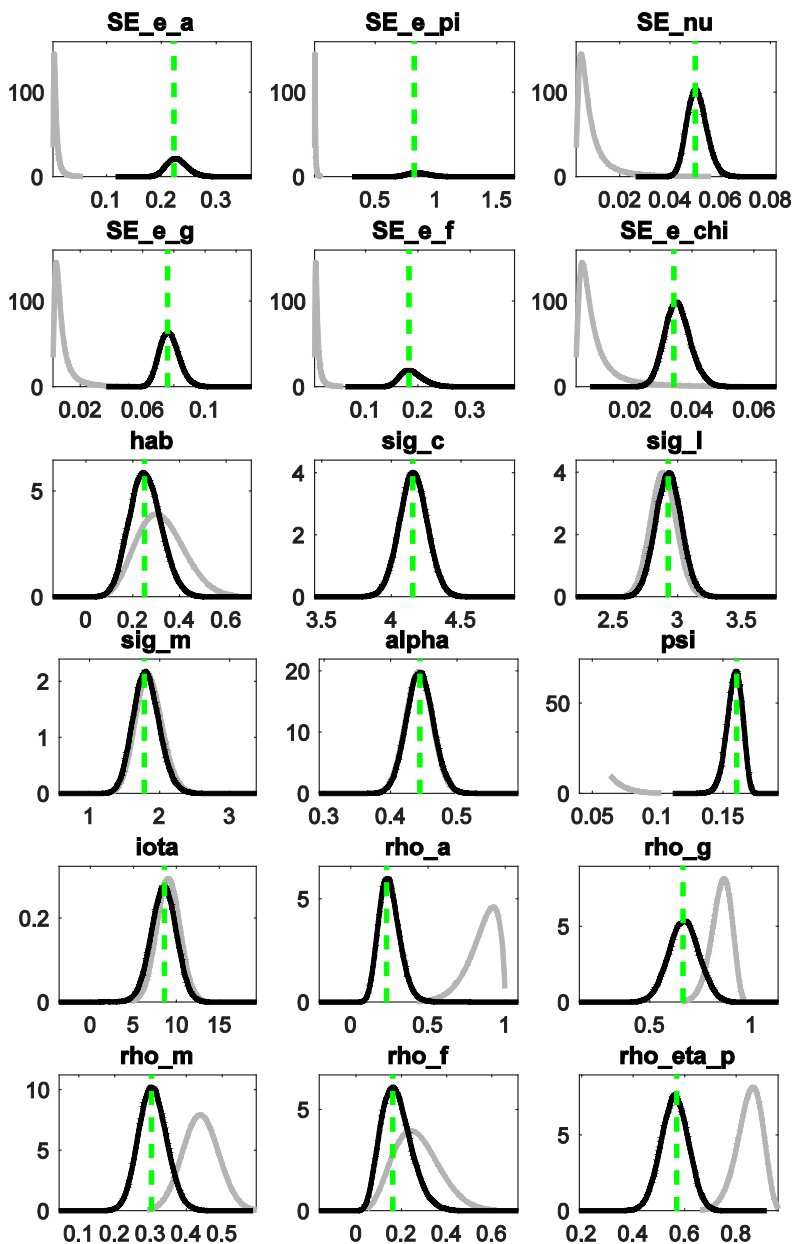 SE_e_a SE_e_pi SE_nu
100 100 100
0 0 0
0.1 0.2 0.3 0.5 1 1.5 0.02 0.04 0.06 0.08
SE_e_g SE_e_f SE_e_chi
100 100 100
0 0 0
0.02 0.06 0.1 0.1 0.2 0.3 0.02 0.04 0.06
hab sig_c sig_l
5 4 4
2 2
0 0 0
0 0.2 0.4 0.6 3.5 4 4.5 2.5 3 3.5
sig_m alpha psi
2 20 50
1 10
0 0 0
1 2 3 0.3 0.4 0.5 0.05 0.1 0.15
iota rho_a rho_g
0.2 5 5
0 0 0
0 5 10 15 0 0.5 1 0.5 1
rho_m rho_f rho_eta_p
10 5 5
5
0 0 0
0.1 0.2 0.3 0.4 0.5 0 0.2 0.4 0.6 0.2 0.4 0.6 0.8